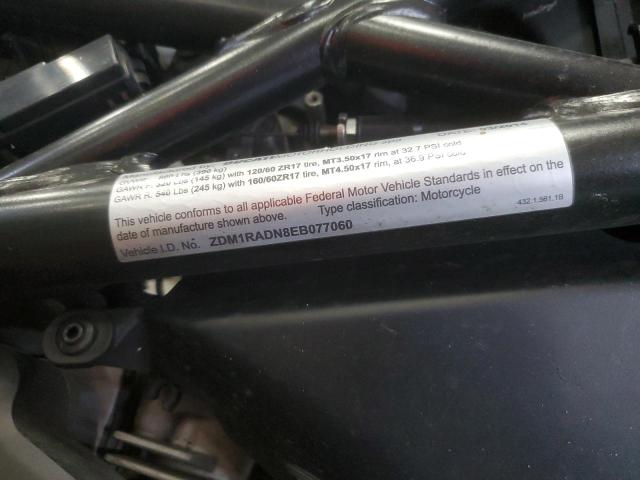 GAWR F. 320 Lbs (145 kg) with 120/60 ZR17 tire, MT3.50x17 rim at 32.7 PSI cold
GAWR R. 540 Lbs (245 kg) with 160/60ZR17 tire, MT4.50x17 rim, at 36.9 PSI cold
This vehicle conforms to all applicable Federal Motor Vehicle Standards in effect on the
date of manufacture shown above. Type classification: Motorcycle
Vehicle I.D. No. ZDM1RADN8EB077060
432.1.561.1B